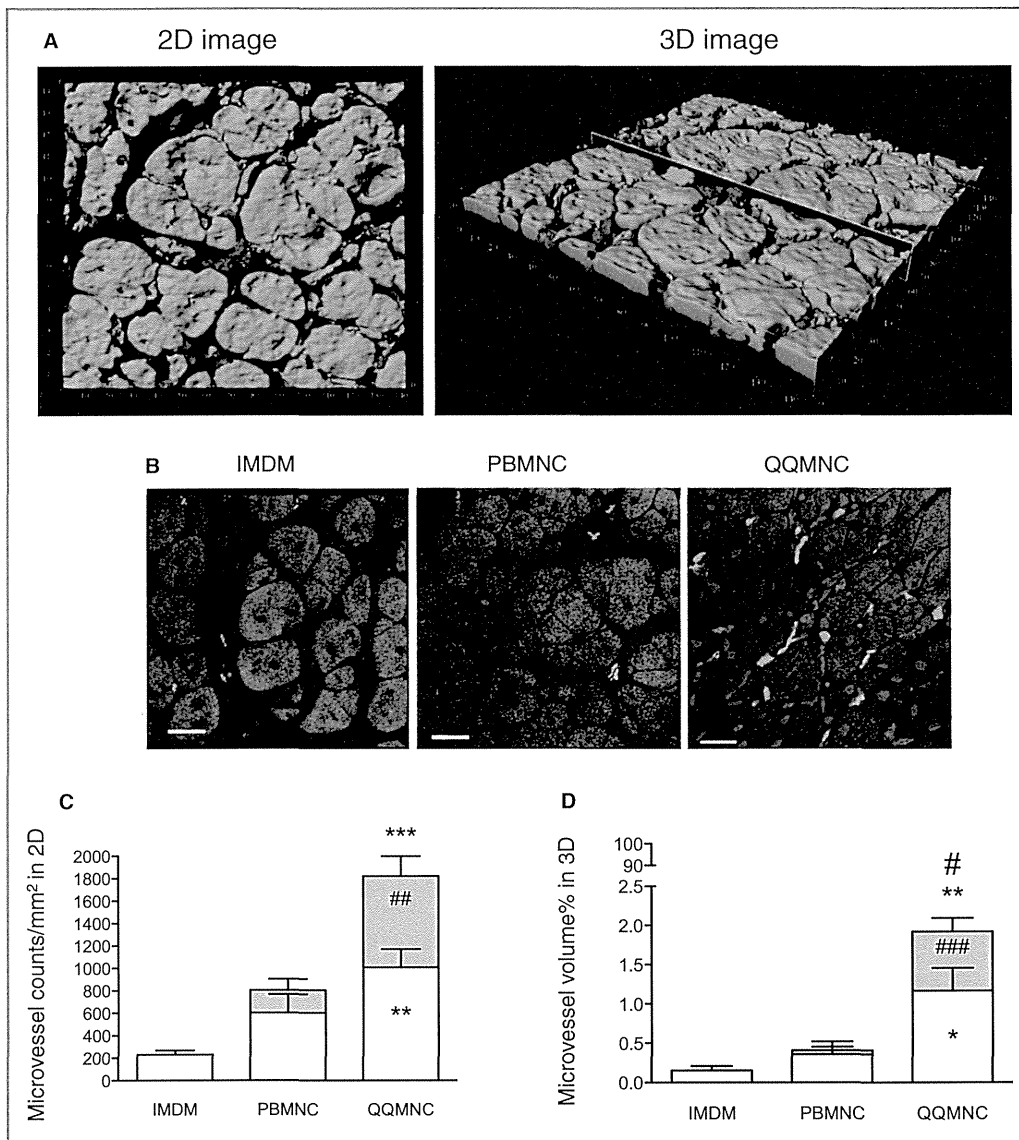 A
2D image
3D image
B
IMDM
PBMNC
QQMNC
C
Microvessel counts/mm² in 2D
2000
1800
1600
1400
1200
1000
800
600
400
200
0
***
##
**
IMDM
PBMNC
QQMNC
D
Microvessel volume% in 3D
100
90
2.5
2.0
1.5
1.0
0.5
0.0
#
**
###
*
IMDM
PBMNC
QQMNC